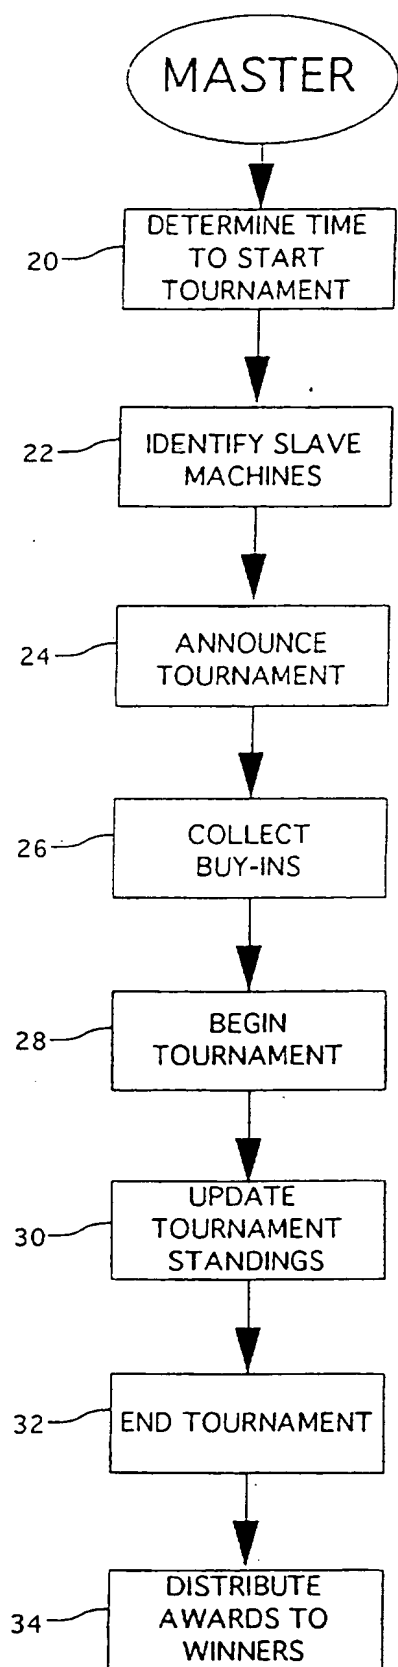 MASTER
20
DETERMINE TIME
TO START
TOURNAMENT
22
IDENTIFY SLAVE
MACHINES
24
ANNOUNCE
TOURNAMENT
26
COLLECT
BUY-INS
28
BEGIN
TOURNAMENT
30
UPDATE
TOURNAMENT
STANDINGS
32
END TOURNAMENT
34
DISTRIBUTE
AWARDS TO
WINNERS